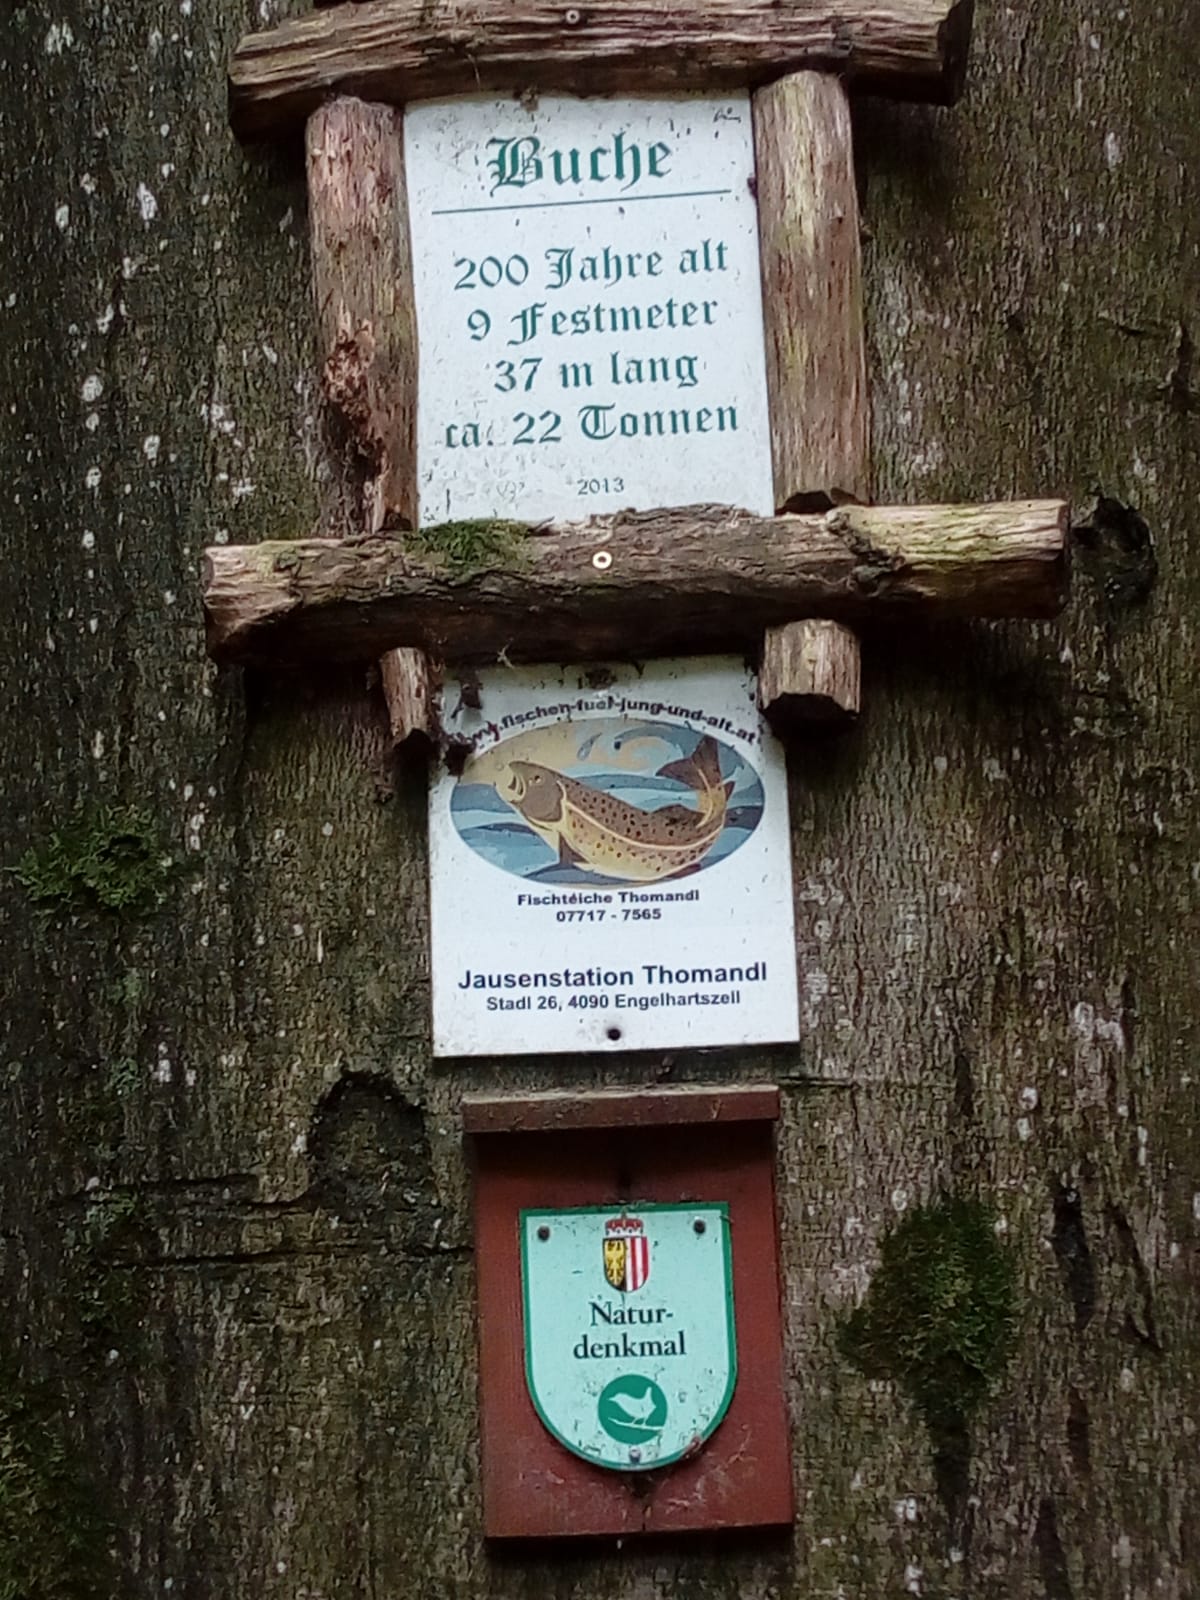 Buche
200 Jahre alt
9 Festmeter
37 m lang
ca. 22 Tonnen
2013
www.fischen-fuer-jung-und-alt.at
Fischteiche Thomandl
07717 - 7565
Jausenstation Thomandl
Stadl 26, 4090 Engelhartszell
Natur-
denkmal